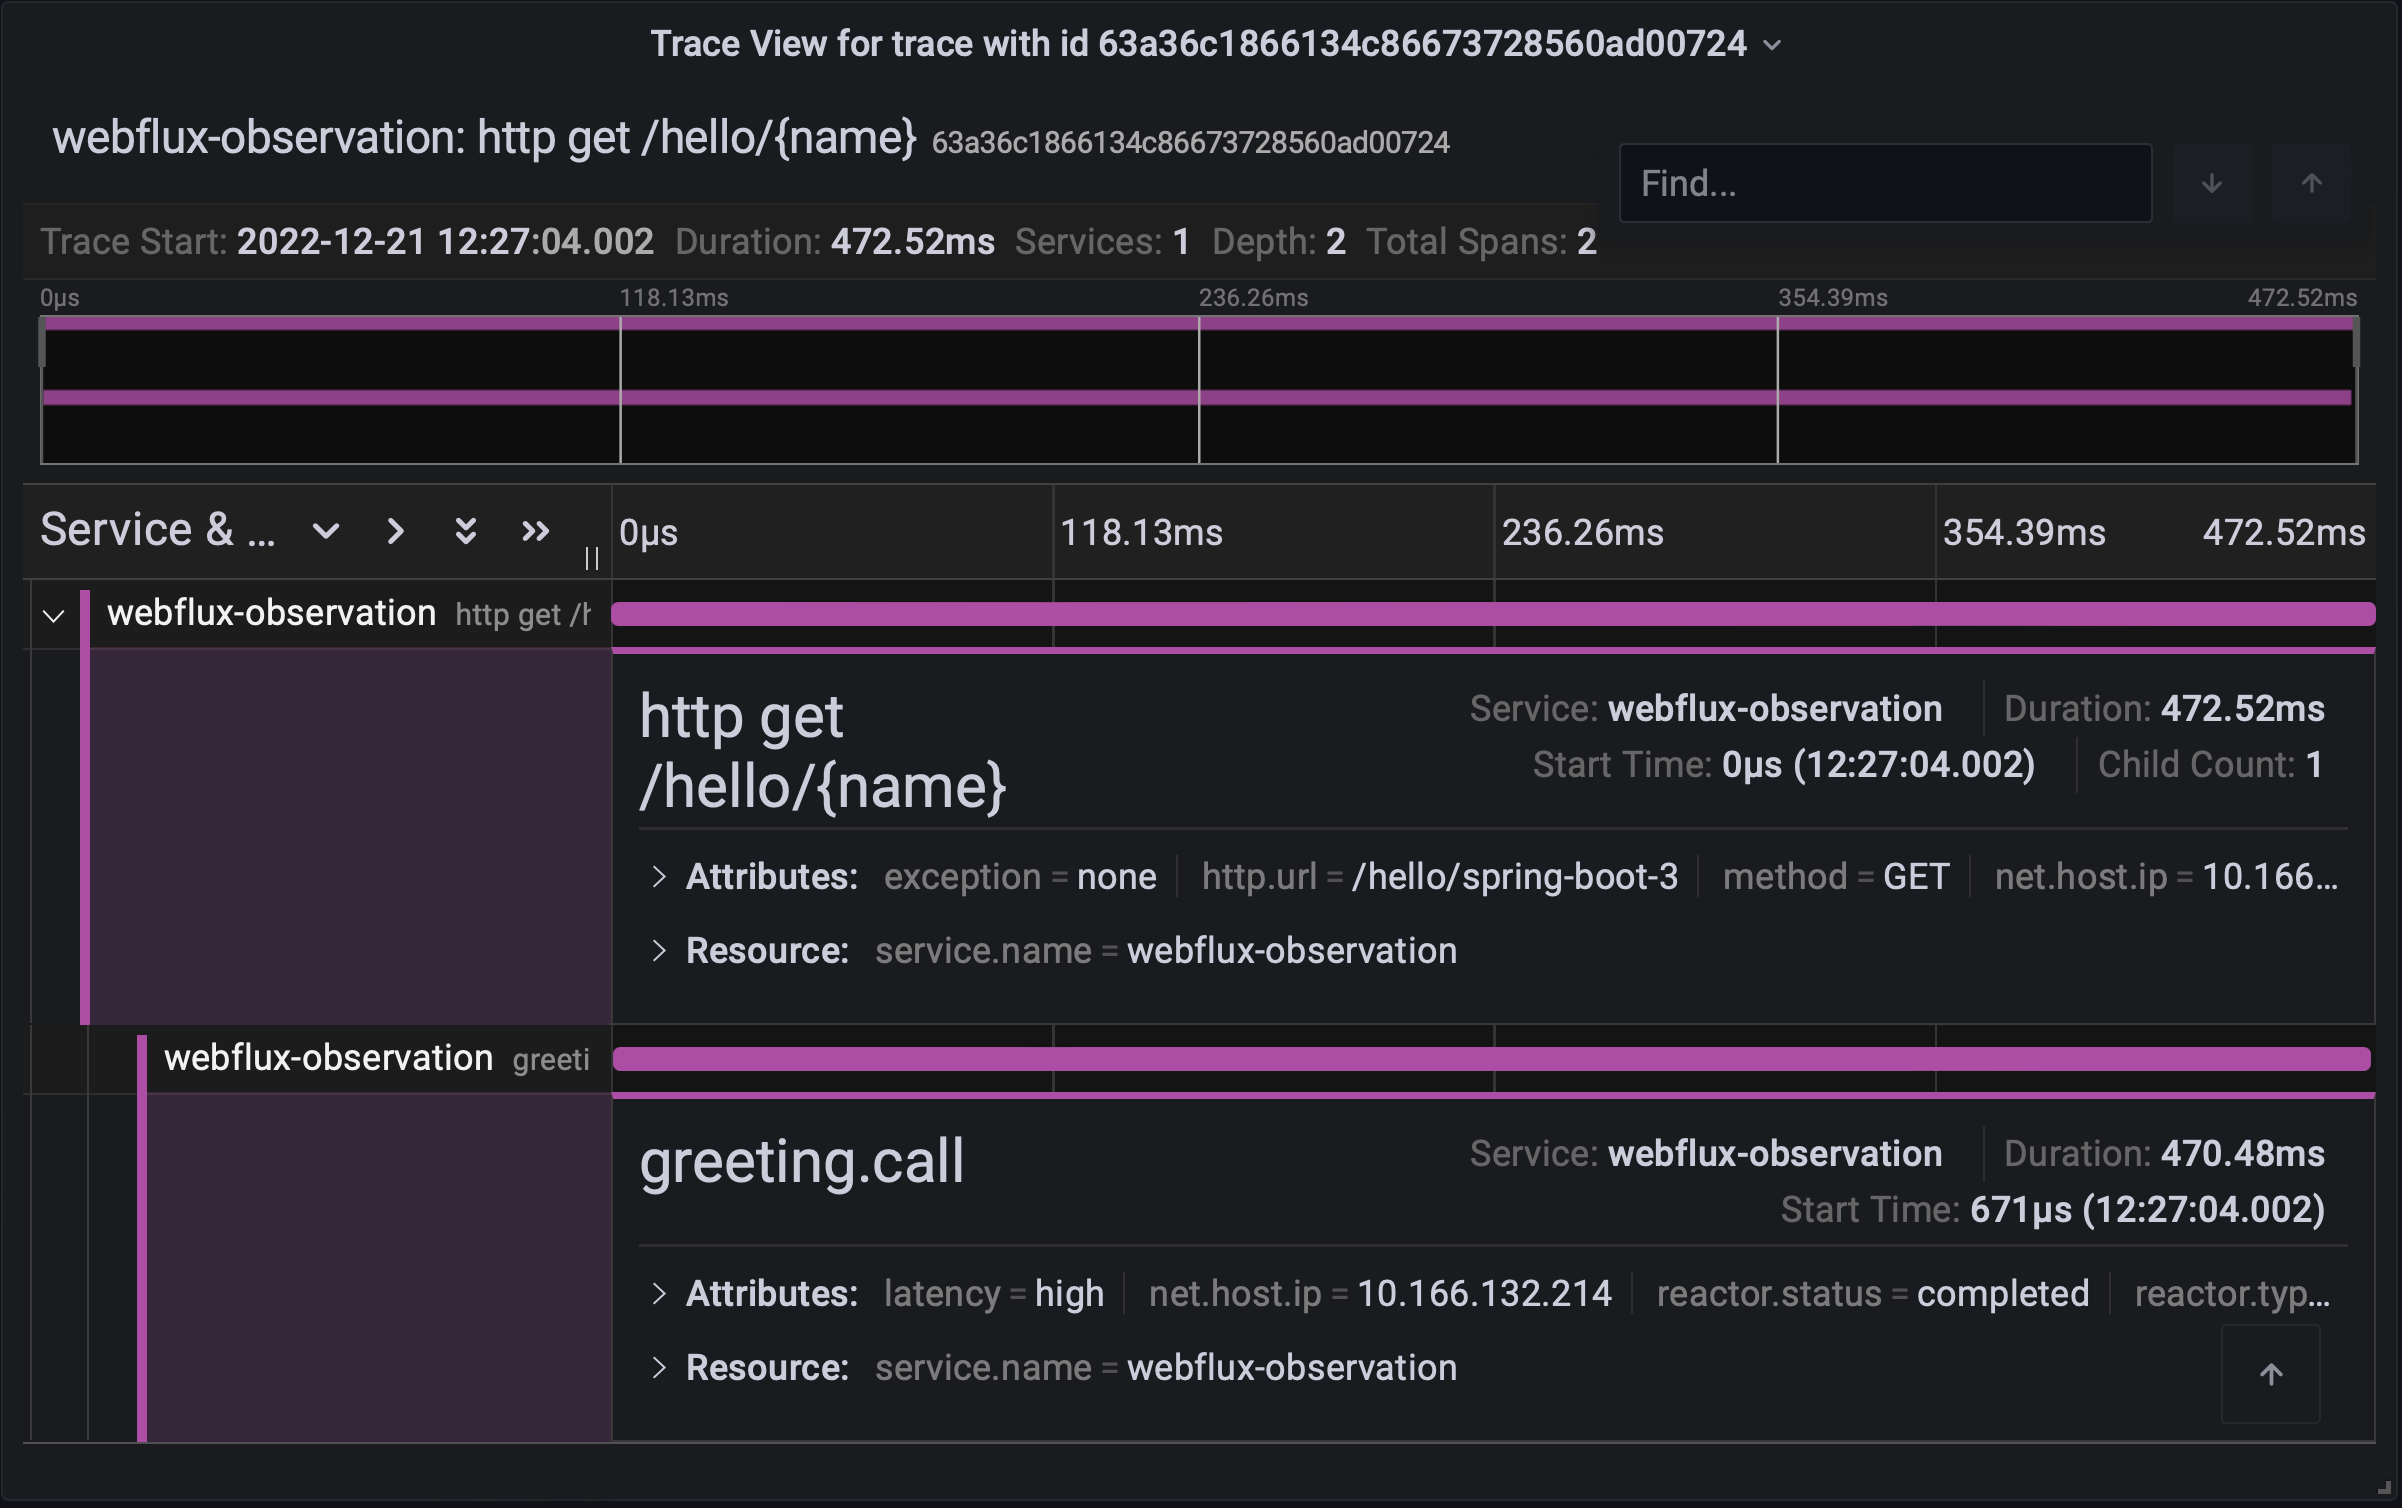 Trace View for trace with id 63a36c1866134c86673728560ad00724
webflux-observation: http get /hello/{name} 63a36c1866134c86673728560ad00724
Find...
Trace Start: 2022-12-21 12:27:04.002 Duration: 472.52ms Services: 1 Depth: 2 Total Spans: 2
0μs 118.13ms 236.26ms 354.39ms 472.52ms
Service & ... 0μs 118.13ms 236.26ms 354.39ms 472.52ms
webflux-observation http get /h
http get
/hello/{name}
Service: webflux-observation Duration: 472.52ms
Start Time: 0μs (12:27:04.002) Child Count: 1
Attributes: exception = none http.url = /hello/spring-boot-3 method = GET net.host.ip = 10.166...
Resource: service.name = webflux-observation
webflux-observation greeti
greeting.call
Service: webflux-observation Duration: 470.48ms
Start Time: 671μs (12:27:04.002)
Attributes: latency = high net.host.ip = 10.166.132.214 reactor.status = completed reactor.typ...
Resource: service.name = webflux-observation